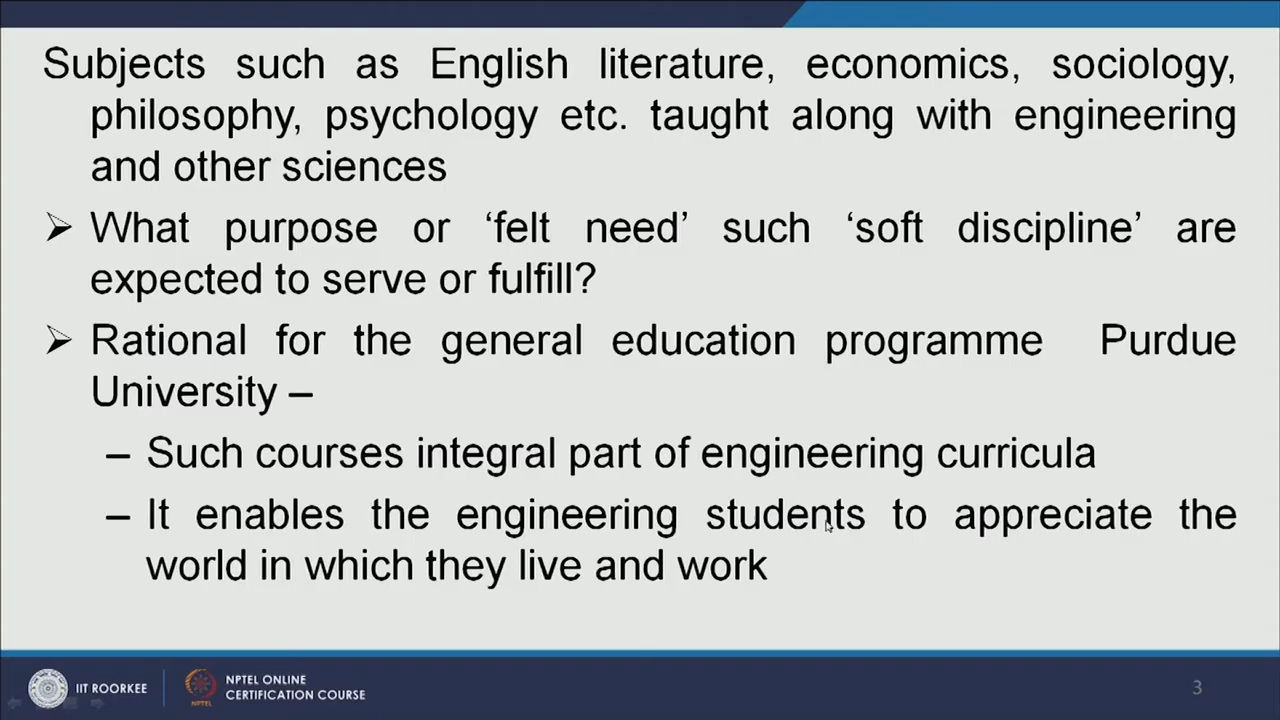 Subjects such as English literature, economics, sociology,
philosophy, psychology etc. taught along with engineering
and other sciences
➢ What purpose or ‘felt need’ such ‘soft discipline’ are
expected to serve or fulfill?
➢ Rational for the general education programme Purdue
University –
– Such courses integral part of engineering curricula
– It enables the engineering students to appreciate the
world in which they live and work
IIT ROORKEE
NPTEL
NPTEL ONLINE
CERTIFICATION COURSE
3